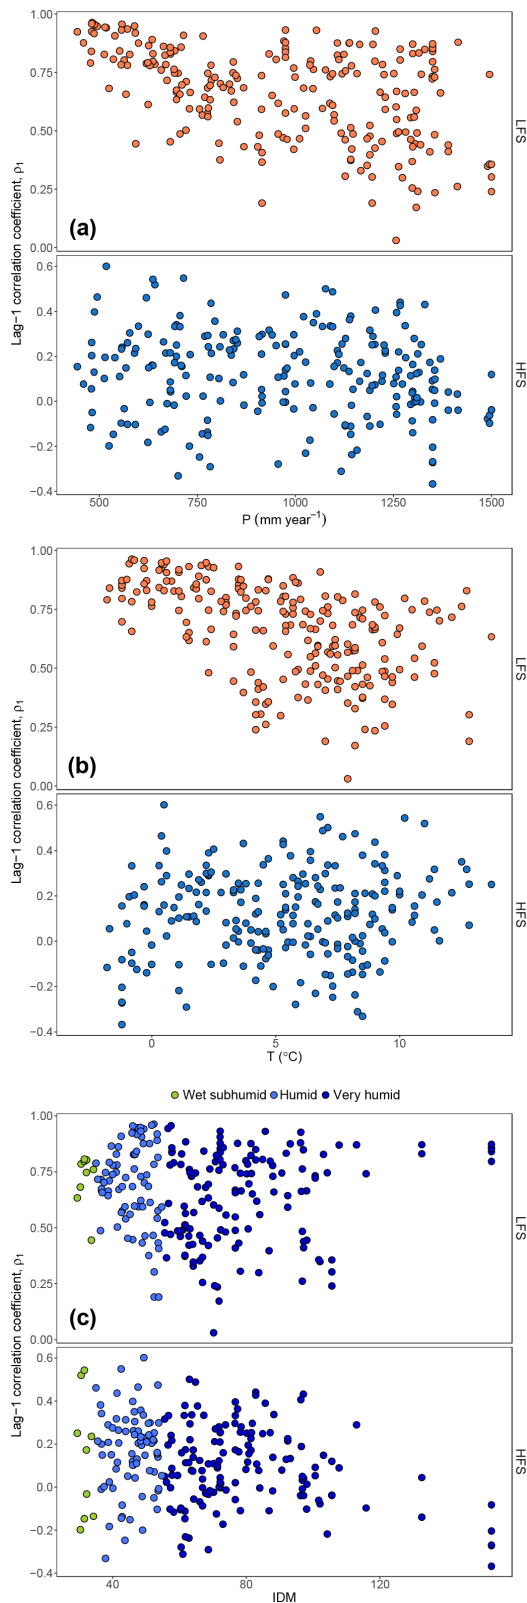 1.00
0.75
0.50
0.25
0.00
(a)
LFS
Lag−1 correlation coefficient, ρ1
0.6
0.4
0.2
0.0
−0.2
−0.4
HFS
500 750 1000 1250 1500
P (mm year−1)
1.00
0.75
0.50
0.25
0.00
(b)
LFS
Lag−1 correlation coefficient, ρ1
0.6
0.4
0.2
0.0
−0.2
−0.4
HFS
0 5 10
T (°C)
Wet subhumid Humid Very humid
1.00
0.75
0.50
0.25
0.00
(c)
LFS
Lag−1 correlation coefficient, ρ1
0.6
0.4
0.2
0.0
−0.2
−0.4
HFS
40 80 120
IDM